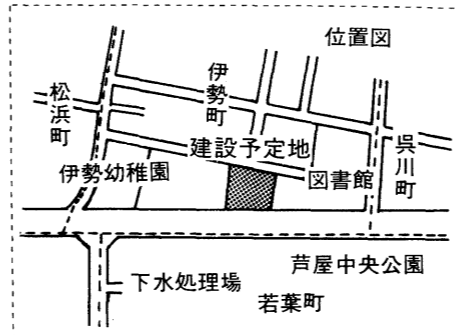 位置図
伊勢町
松浜町
呉川町
建設予定地
伊勢幼稚園
図書館
芦屋中央公園
下水処理場
若葉町